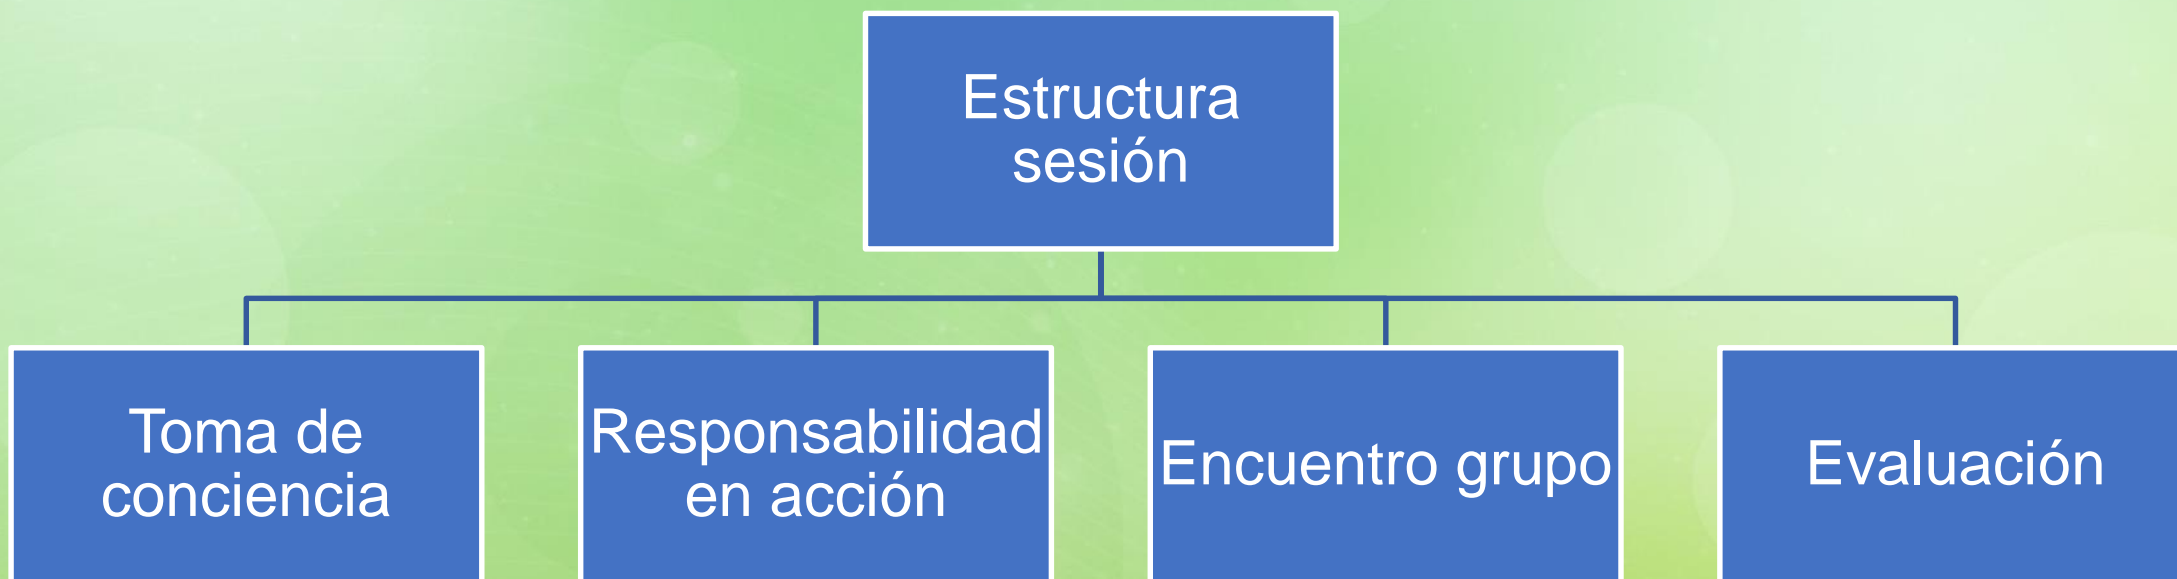 Estructura
sesión
Toma de
conciencia
Responsabilidad
en acción
Encuentro grupo
Evaluación